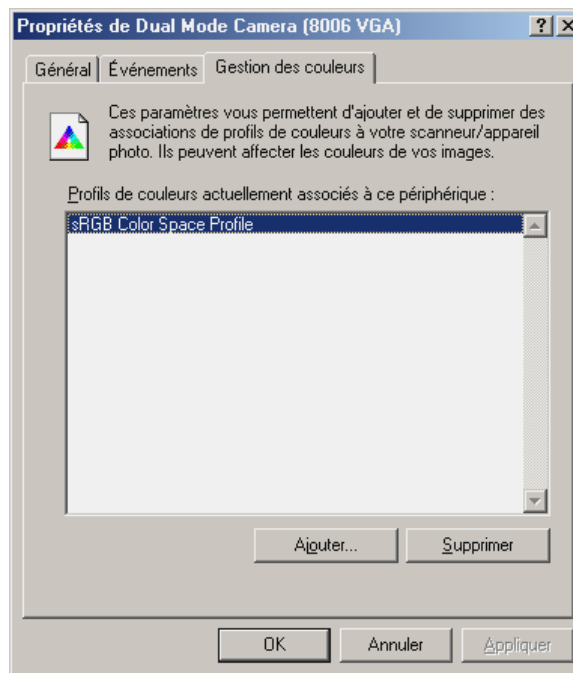 Propriétés de Dual Mode Camera (8006 VGA)
Général
Événements
Gestion des couleurs
Ces paramètres vous permettent d'ajouter et de supprimer des
associations de profils de couleurs à votre scanneur/appareil
photo. Ils peuvent affecter les couleurs de vos images.
Profils de couleurs actuellement associés à ce périphérique :
sRGB Color Space Profile
Ajouter...
Supprimer
OK
Annuler
Appliquer